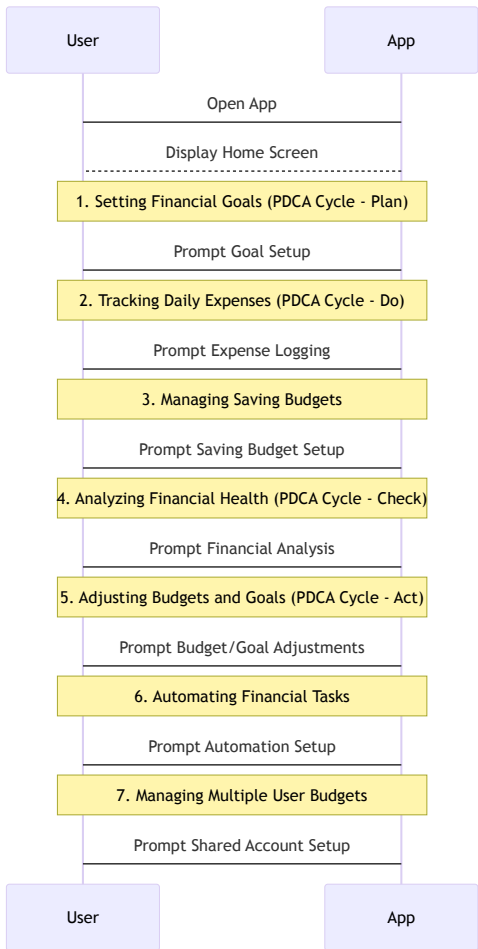 User
App
Open App
Display Home Screen
1. Setting Financial Goals (PDCA Cycle - Plan)
Prompt Goal Setup
2. Tracking Daily Expenses (PDCA Cycle - Do)
Prompt Expense Logging
3. Managing Saving Budgets
Prompt Saving Budget Setup
4. Analyzing Financial Health (PDCA Cycle - Check)
Prompt Financial Analysis
5. Adjusting Budgets and Goals (PDCA Cycle - Act)
Prompt Budget/Goal Adjustments
6. Automating Financial Tasks
Prompt Automation Setup
7. Managing Multiple User Budgets
Prompt Shared Account Setup
User
App